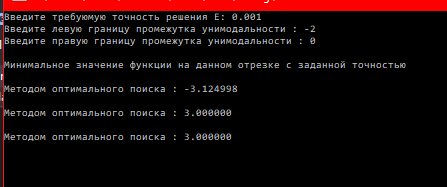 Введите требуемую точность решения E: 0.001
Введите левую границу промежутка унимодальности : -2
Введите правую границу промежутка унимодальности : 0
Минимальное значение функции на данном отрезке с заданной точностью
Методом оптимального поиска : -3.124998
Методом оптимального поиска : 3.000000
Методом оптимального поиска : 3.000000